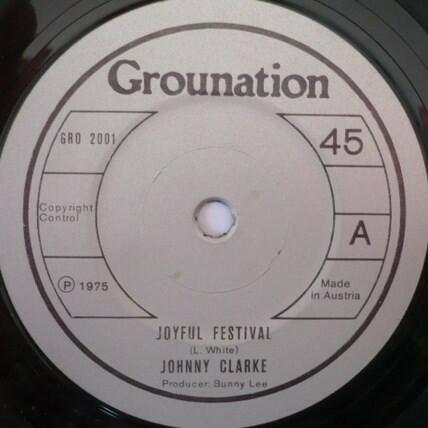 Grounation
GRO 2001
45
Copyright
Control
A
℗ 1975
Made
in Austria
JOYFUL FESTIVAL
(L. White)
JOHNNY CLARKE
Producer: Bunny Lee